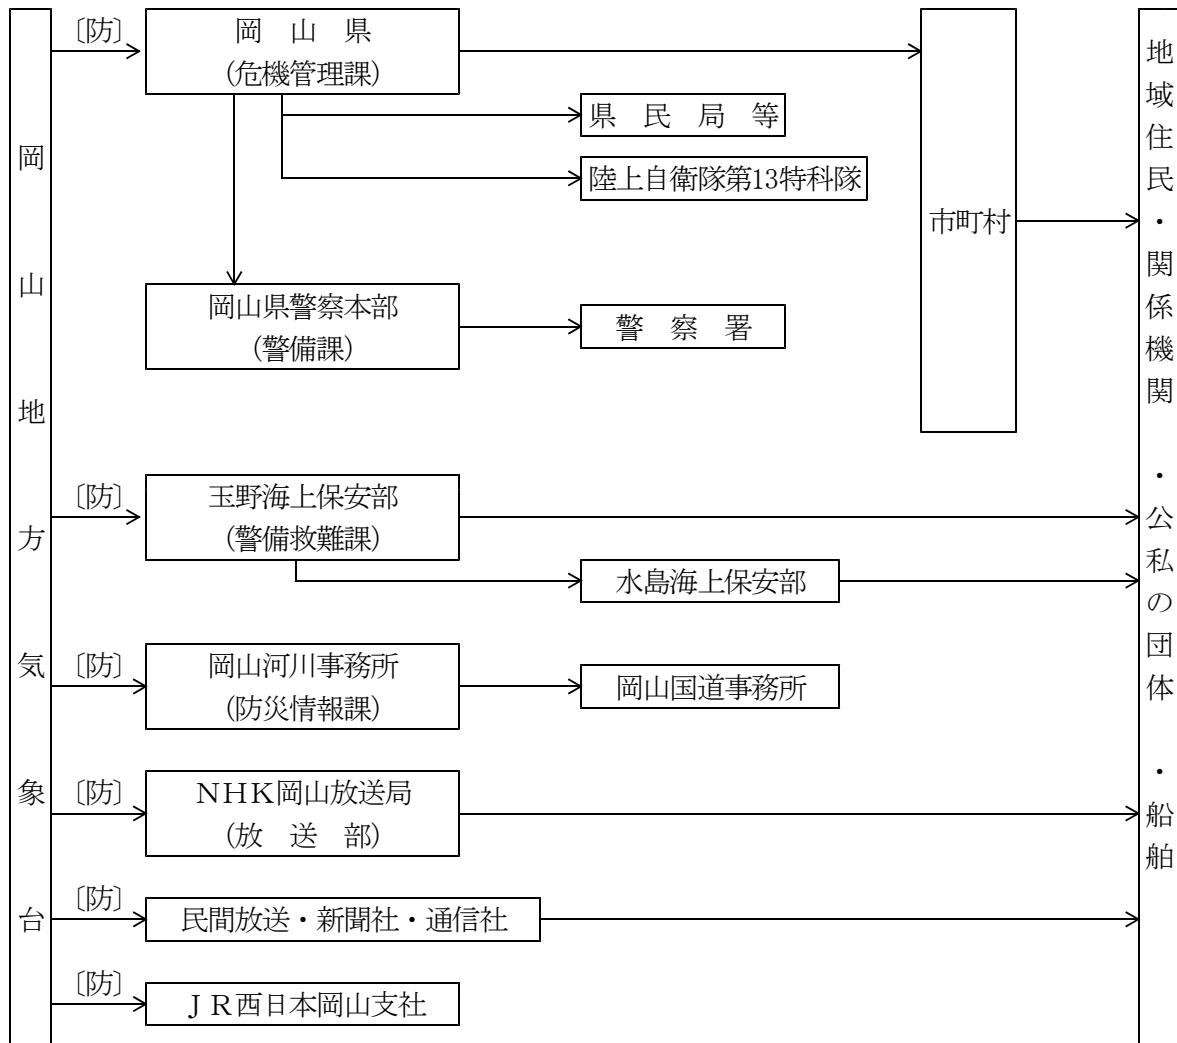 岡山地方気象台
〔防〕
岡　山　県
(危機管理課)
県　民　局　等
陸上自衛隊第13特科隊
市町村
岡山県警察本部
(警備課)
警　察　署
〔防〕
玉野海上保安部
(警備救難課)
水島海上保安部
〔防〕
岡山河川事務所
(防災情報課)
岡山国道事務所
〔防〕
ＮＨＫ岡山放送局
(放　送　部)
〔防〕
民間放送・新聞社・通信社
〔防〕
ＪＲ西日本岡山支社
地域住民・関係機関　・公私の団体　・船舶